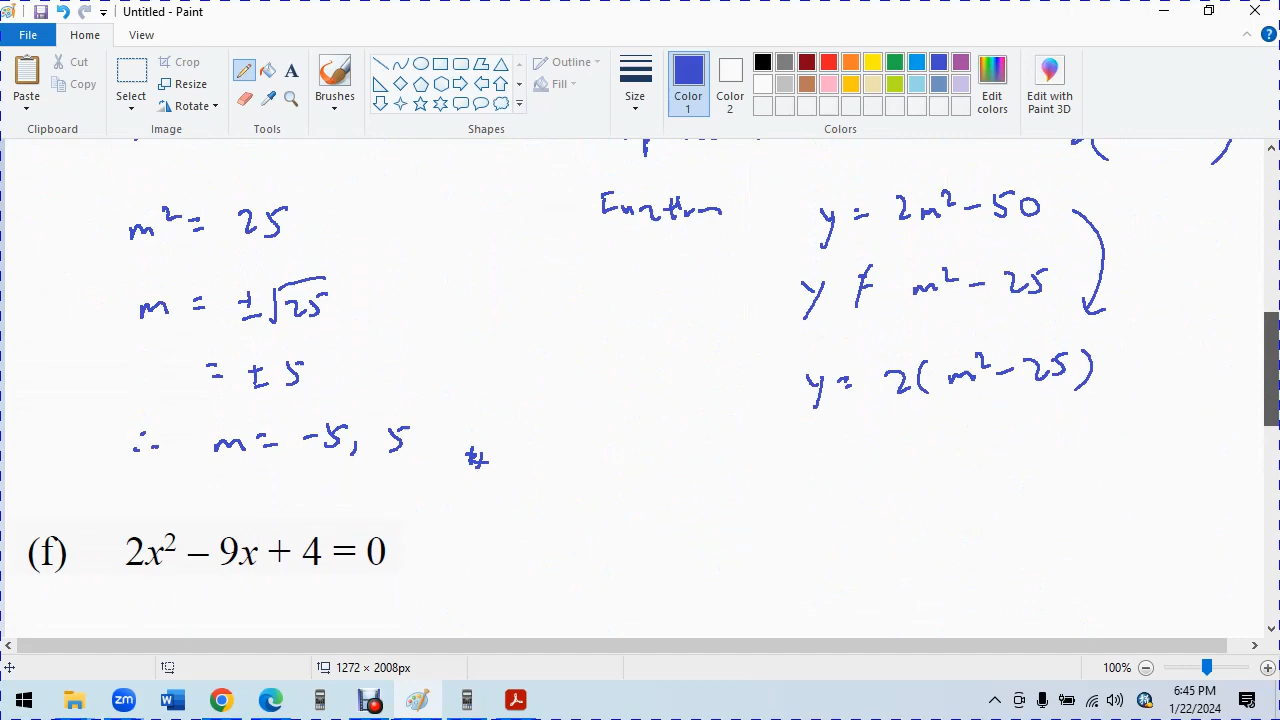 Untitled - Paint
File Home View
Paste Cut Copy Clipboard
Select Crop Resize Rotate Image
Tools
Brushes
Shapes Outline Fill
Size
Color 1
Color 2
Edit colors
Edit with Paint 3D
Colors
m² = 25
m = ±√25
= ± 5
∴ m = -5, 5
y = 2m² - 50
y ≠ m² - 25
y = 2(m² - 25)
(f) 2x² – 9x + 4 = 0
1272 × 2008px
100%
6:45 PM
1/22/2024